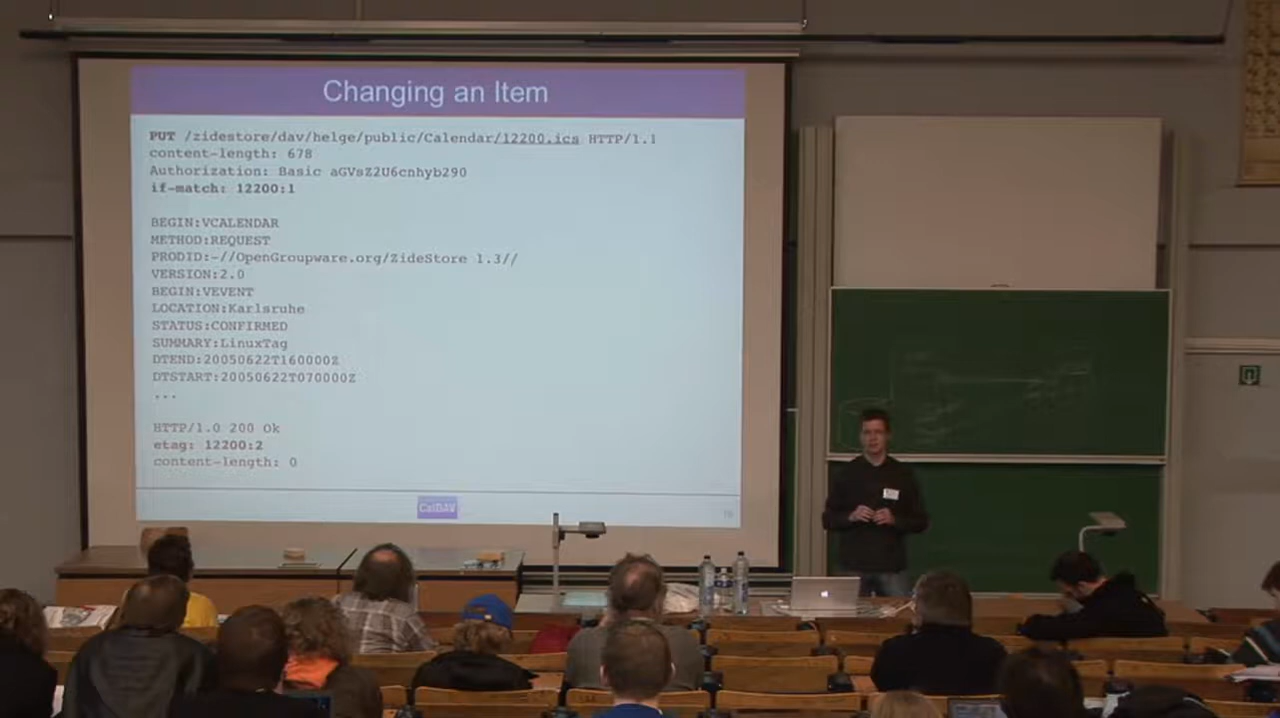 Changing an Item
PUT /zidestore/dav/helge/public/Calendar/12200.ics HTTP/1.1
content-length: 678
Authorization: Basic aGVsZ2U6cnhyb290
if-match: 12200:1
BEGIN:VCALENDAR
METHOD:REQUEST
PRODID:-//OpenGroupware.org/ZideStore 1.3//
VERSION:2.0
BEGIN:VEVENT
LOCATION:Karlsruhe
STATUS:CONFIRMED
SUMMARY:LinuxTag
DTEND:20050622T160000Z
DTSTART:20050622T070000Z
...
HTTP/1.0 200 Ok
etag: 12200:2
content-length: 0
CalDAV